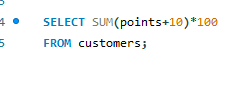 4 SELECT SUM(points+10)*100
5 FROM customers;